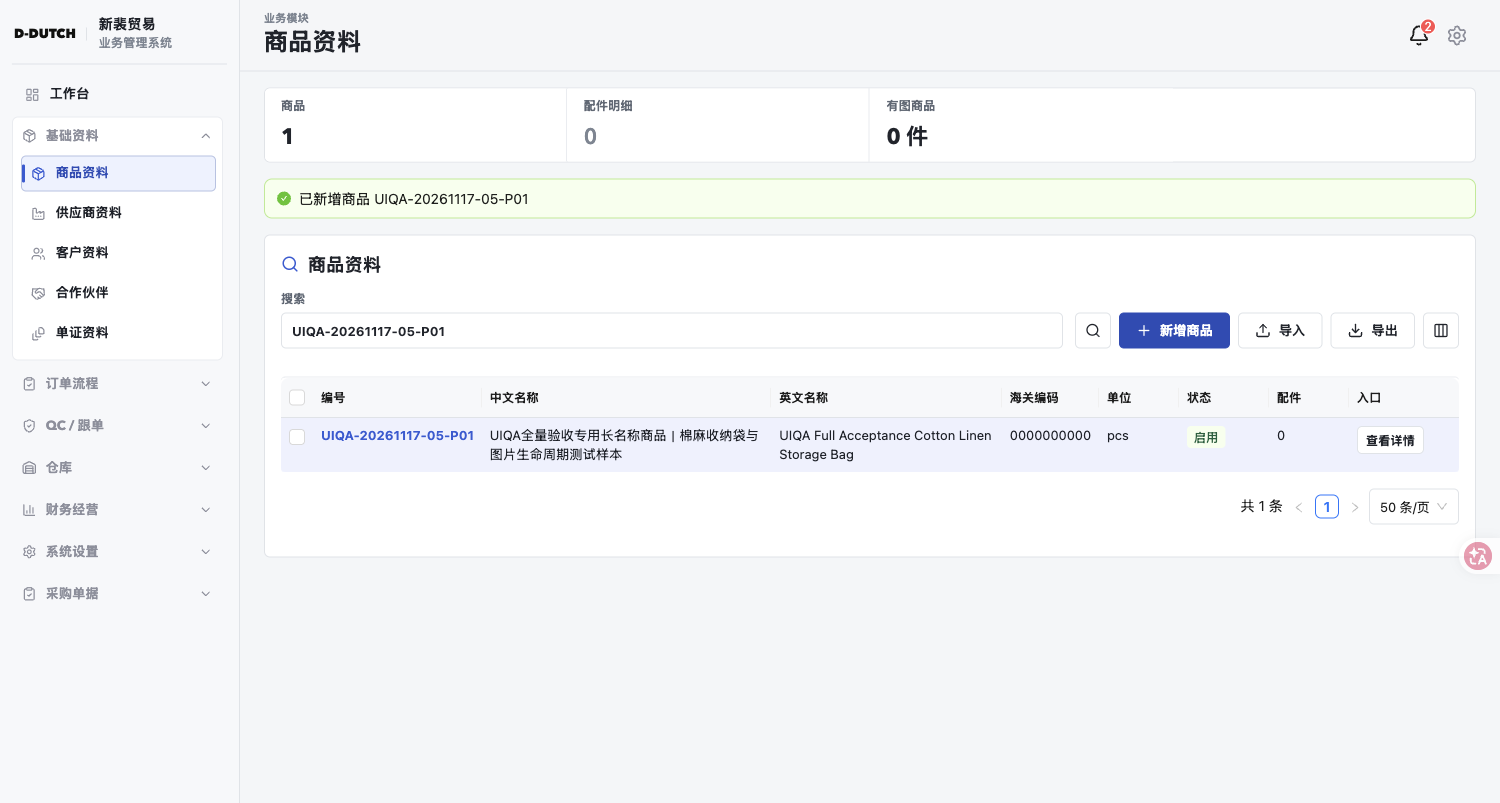 D-DUTCH
新装贸易
业务管理系统
工作台
基础资料
商品资料
供应商资料
客户资料
合作伙伴
单证资料
订单流程
QC / 跟单
仓库
财务经营
系统设置
采购单据
业务模块
商品资料
2
商品
1
配件明细
0
有图商品
0 件
已新增商品 UIQA-20261117-05-P01
商品资料
搜索
UIQA-20261117-05-P01
新增商品
导入
导出
编号 中文名称 英文名称 海关编码 单位 状态 配件 入口
UIQA-20261117-05-P01 UIQA全量验收专用长名称商品 | 棉麻收纳袋与 UIQA Full Acceptance Cotton Linen 0000000000 pcs 启用 0 查看详情
图片生命周期测试样本 Storage Bag
共 1 条 1 50 条/页